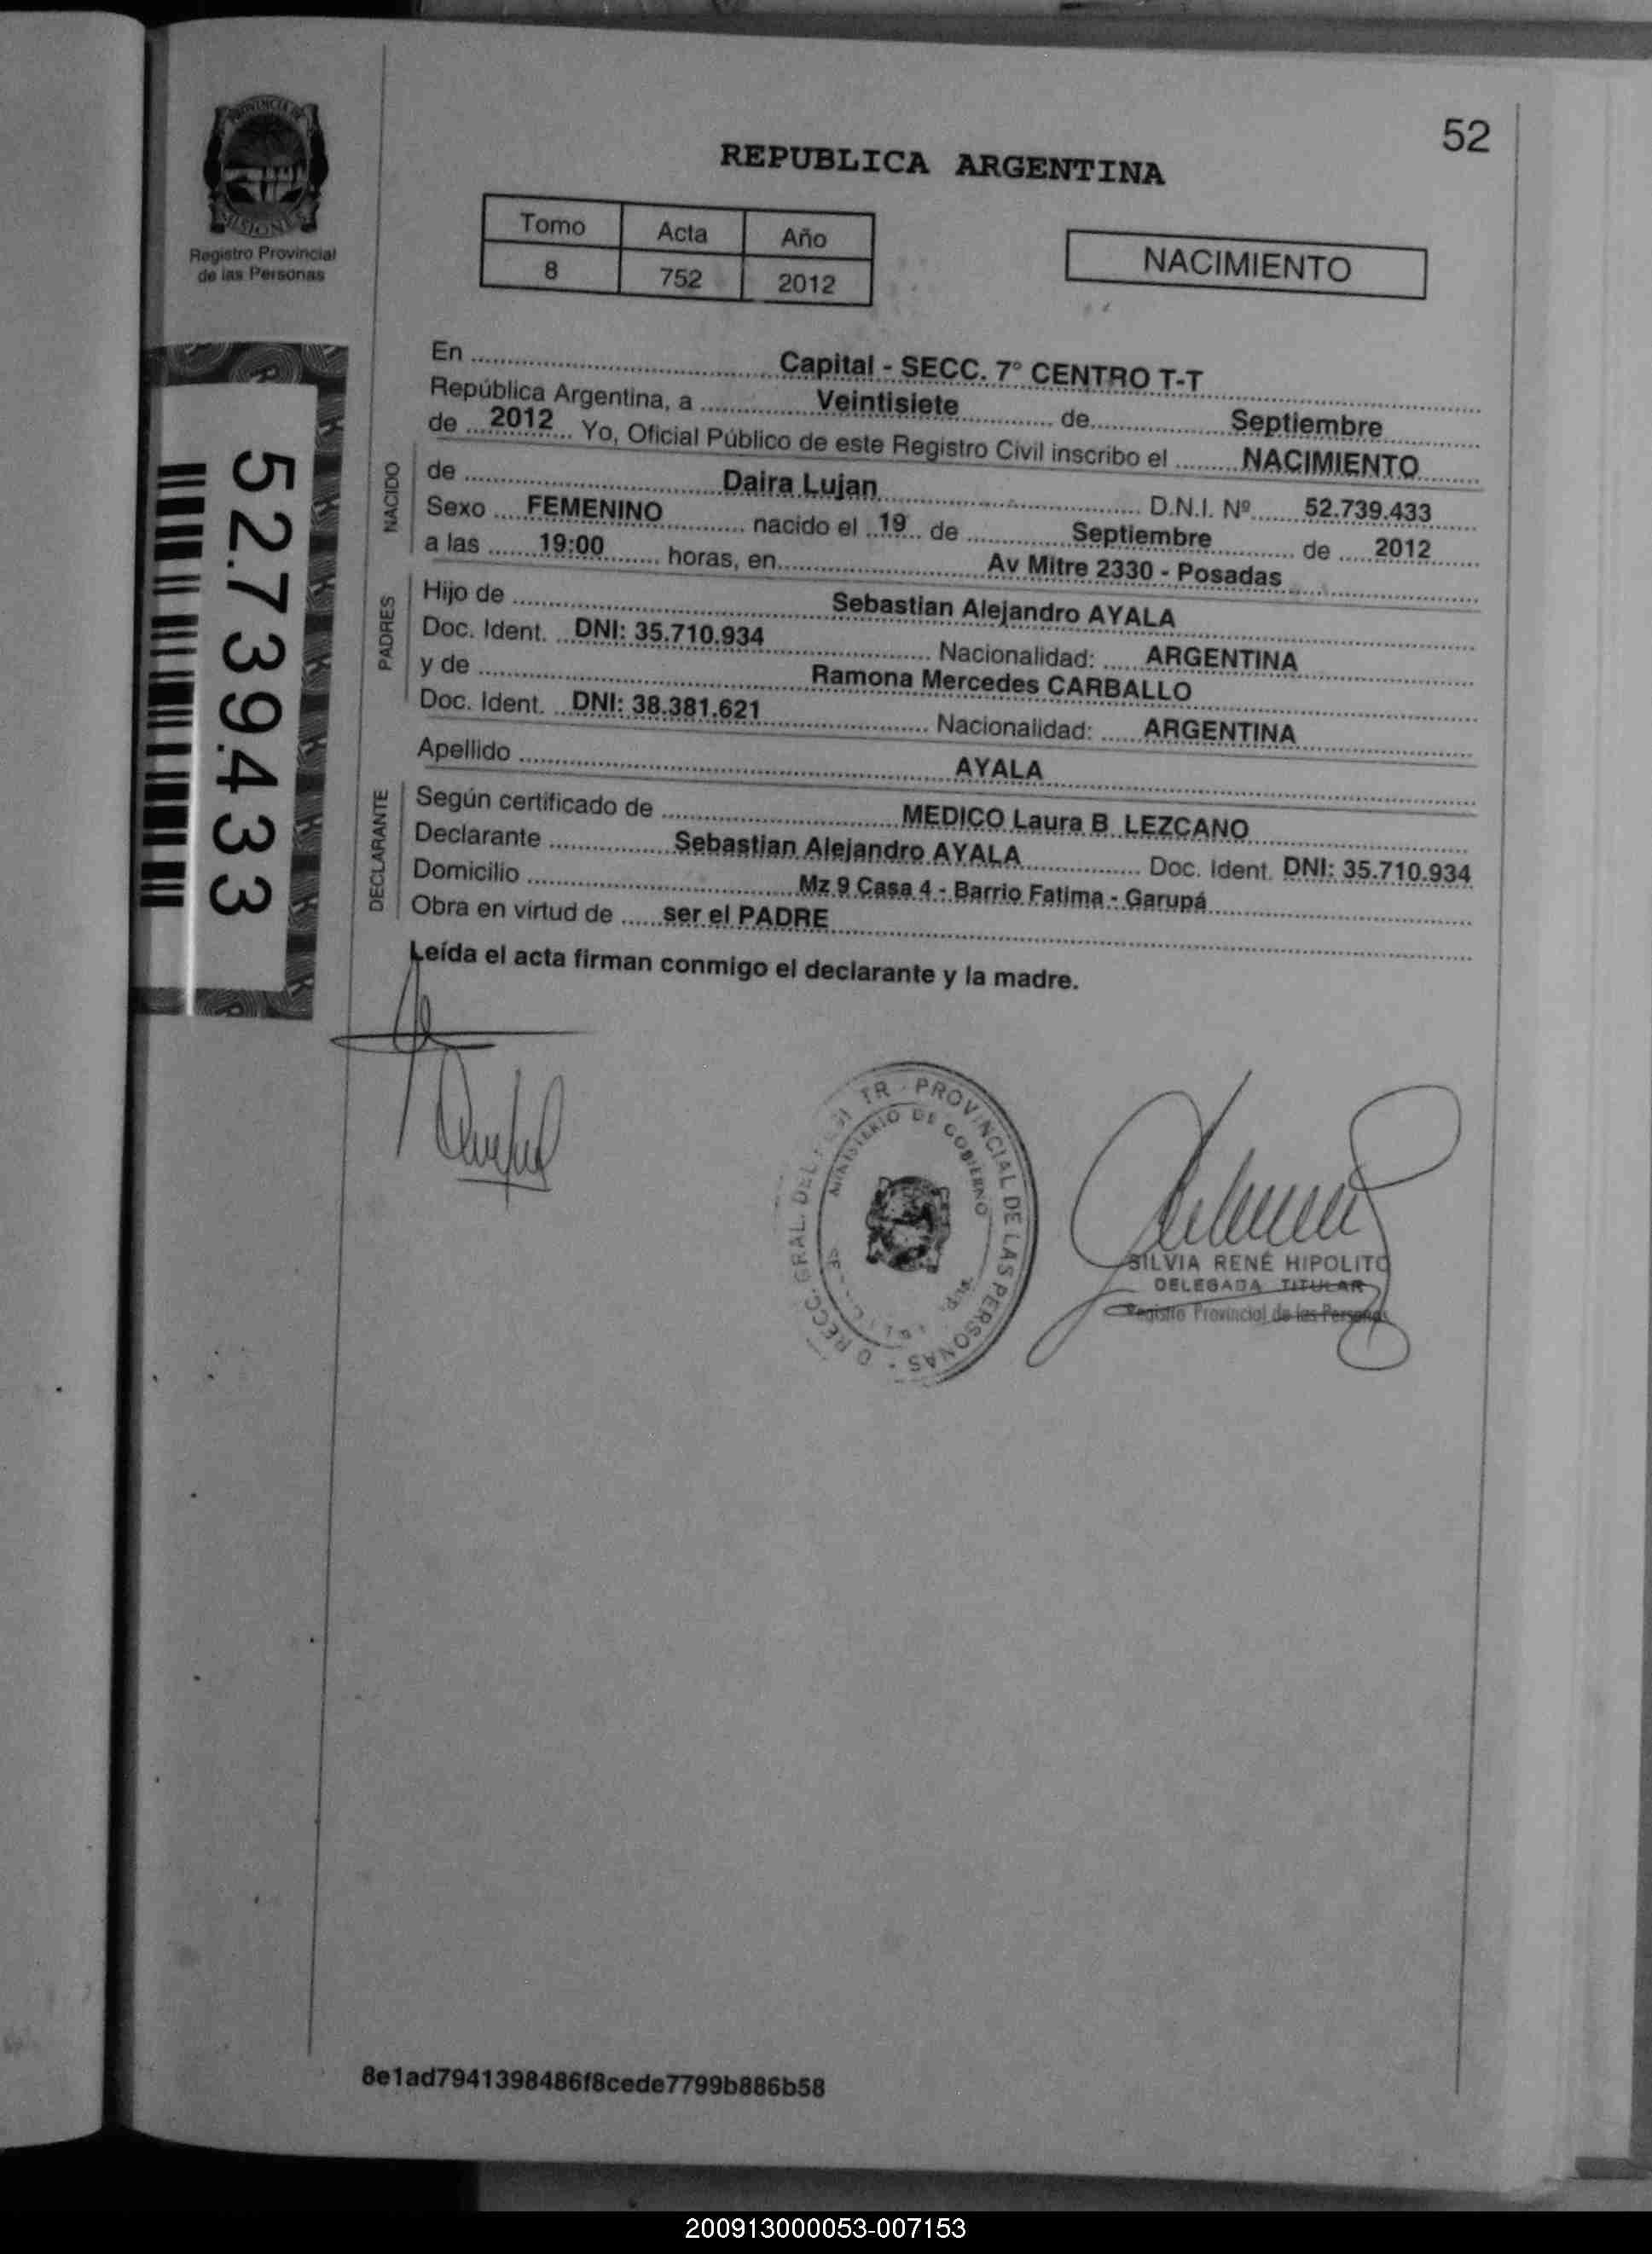 52
PROVINCIA DE
MISIONES
Registro Provincial
de las Personas
REPUBLICA ARGENTINA
Tomo Acta Año
8 752 2012
NACIMIENTO
52.739.433
En Capital - SECC. 7° CENTRO T-T
República Argentina, a Veintisiete de Septiembre
de 2012 Yo, Oficial Público de este Registro Civil inscribo el NACIMIENTO
NACIDO
de Daira Lujan D.N.I. Nº 52.739.433
Sexo FEMENINO nacido el 19 de Septiembre de 2012
a las 19:00 horas, en Av Mitre 2330 - Posadas
PADRES
Hijo de Sebastian Alejandro AYALA
Doc. Ident. DNI: 35.710.934 Nacionalidad: ARGENTINA
y de Ramona Mercedes CARBALLO
Doc. Ident. DNI: 38.381.621 Nacionalidad: ARGENTINA
Apellido AYALA
DECLARANTE
Según certificado de MEDICO Laura B LEZCANO
Declarante Sebastian Alejandro AYALA Doc. Ident. DNI: 35.710.934
Domicilio Mz 9 Casa 4 - Barrio Fatima - Garupá
Obra en virtud de ser el PADRE
Leída el acta firman conmigo el declarante y la madre.
PROVINCIAL DE LAS PERSONAS
MINISTERIO DE GOBIERNO
SILVIA RENÉ HIPOLITO
DELEGADA TITULAR
Registro Provincial de las Personas
8e1ad7941398486f8cede7799b886b58
200913000053-007153